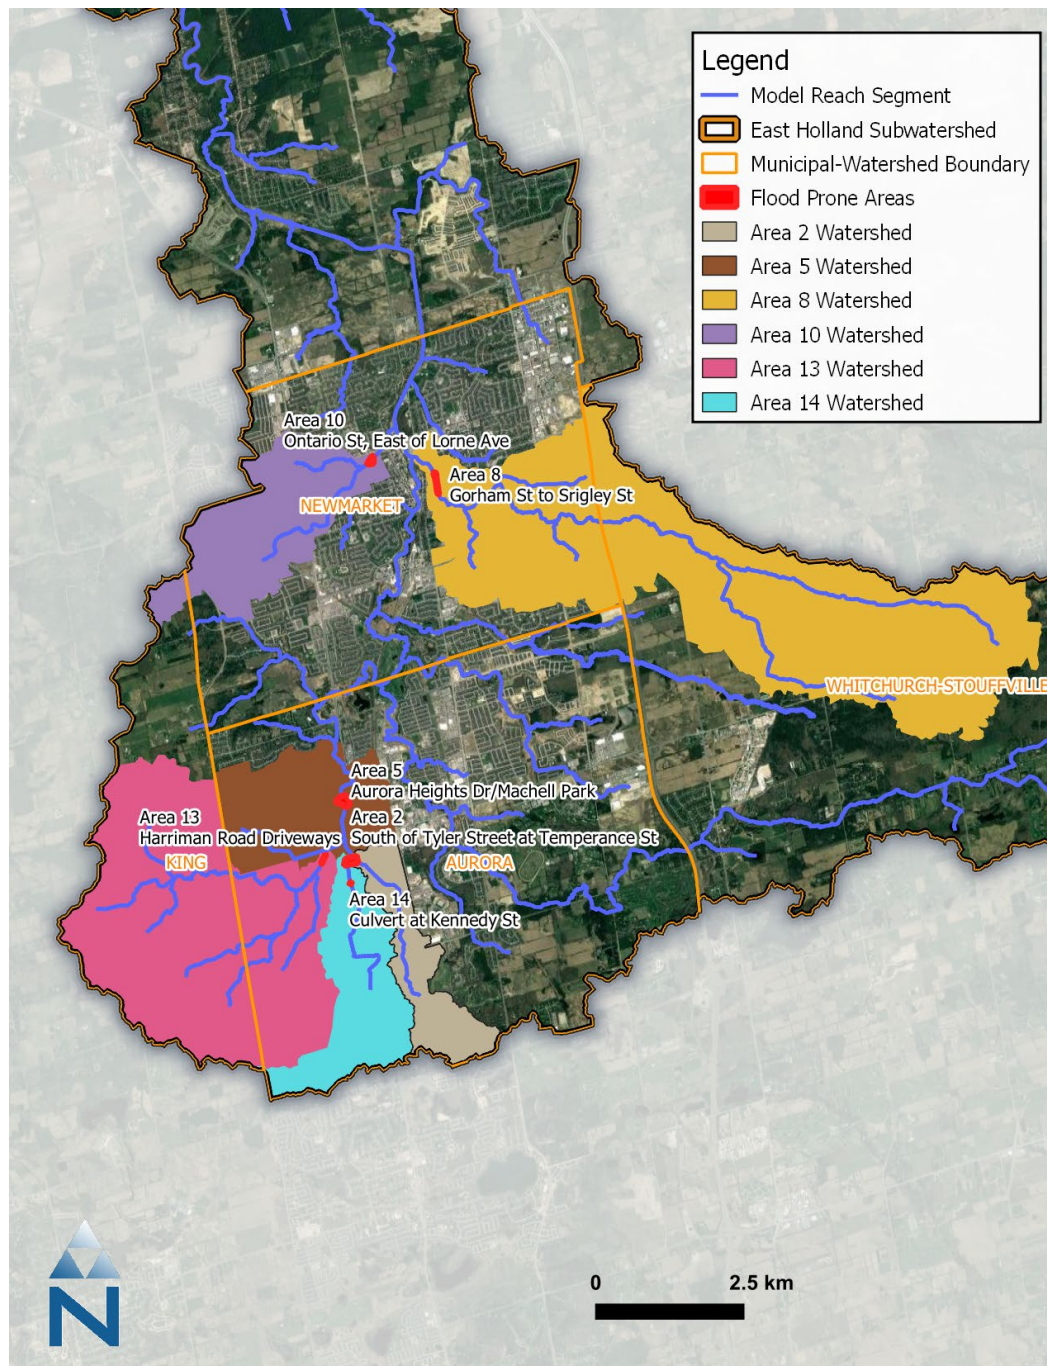 Legend
Model Reach Segment
East Holland Subwatershed
Municipal-Watershed Boundary
Flood Prone Areas
Area 2 Watershed
Area 5 Watershed
Area 8 Watershed
Area 10 Watershed
Area 13 Watershed
Area 14 Watershed
Area 10
Ontario St, East of Lorne Ave
Area 8
Gorham St to Srigley St
NEWMARKET
WHITCHURCH-STOUFFVILLE
Area 5
Aurora Heights Dr/Machell Park
Area 13
Harriman Road Driveways
KING
Area 2
South of Tyler Street at Temperance St
AURORA
Area 14
Culvert at Kennedy St
N
0 2.5 km